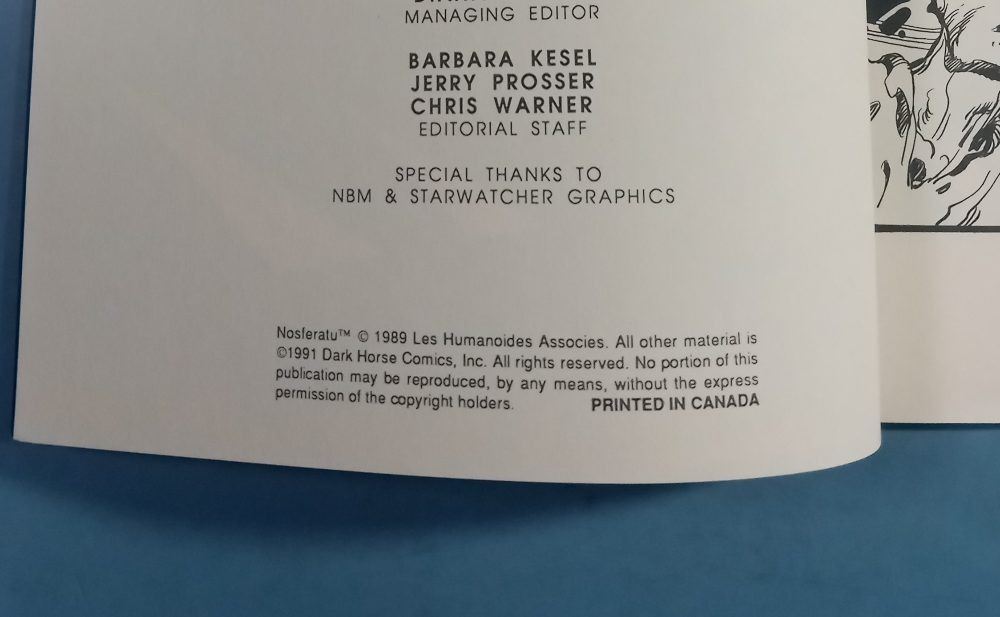 MANAGING EDITOR
BARBARA KESEL
JERRY PROSSER
CHRIS WARNER
EDITORIAL STAFF
SPECIAL THANKS TO
NBM & STARWATCHER GRAPHICS
Nosferatu™ © 1989 Les Humanoides Associes. All other material is
©1991 Dark Horse Comics, Inc. All rights reserved. No portion of this
publication may be reproduced, by any means, without the express
permission of the copyright holders. PRINTED IN CANADA